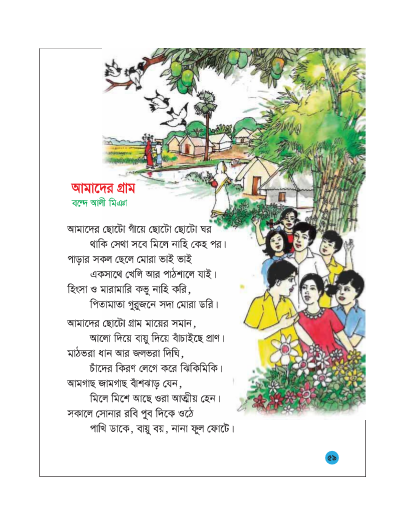 আমাদের গ্রাম
বন্দে আলী মিঞা
আমাদের ছোটো গাঁয়ে ছোটো ছোটো ঘর
থাকি সেথা সবে মিলে নাহি কেহ পর।
পাড়ার সকল ছেলে মোরা ভাই ভাই
একসাথে খেলি আর পাঠশালে যাই।
হিংসা ও মারামারি কভু নাহি করি,
পিতামাতা গুরুজনে সদা মোরা ডরি।
আমাদের ছোটো গ্রাম মায়ের সমান,
আলো দিয়ে বায়ু দিয়ে বাঁচাইছে প্রাণ।
মাঠভরা ধান আর জলভরা দিঘি,
চাঁদের কিরণ লেগে করে ঝিকিমিকি।
আমগাছ জামগাছ বাঁশঝাড় যেন,
মিলে মিশে আছে ওরা আত্মীয় হেন।
সকালে সোনার রবি পুব দিকে ওঠে
পাখি ডাকে, বায়ু বয়, নানা ফুল ফোটে।
৫৯